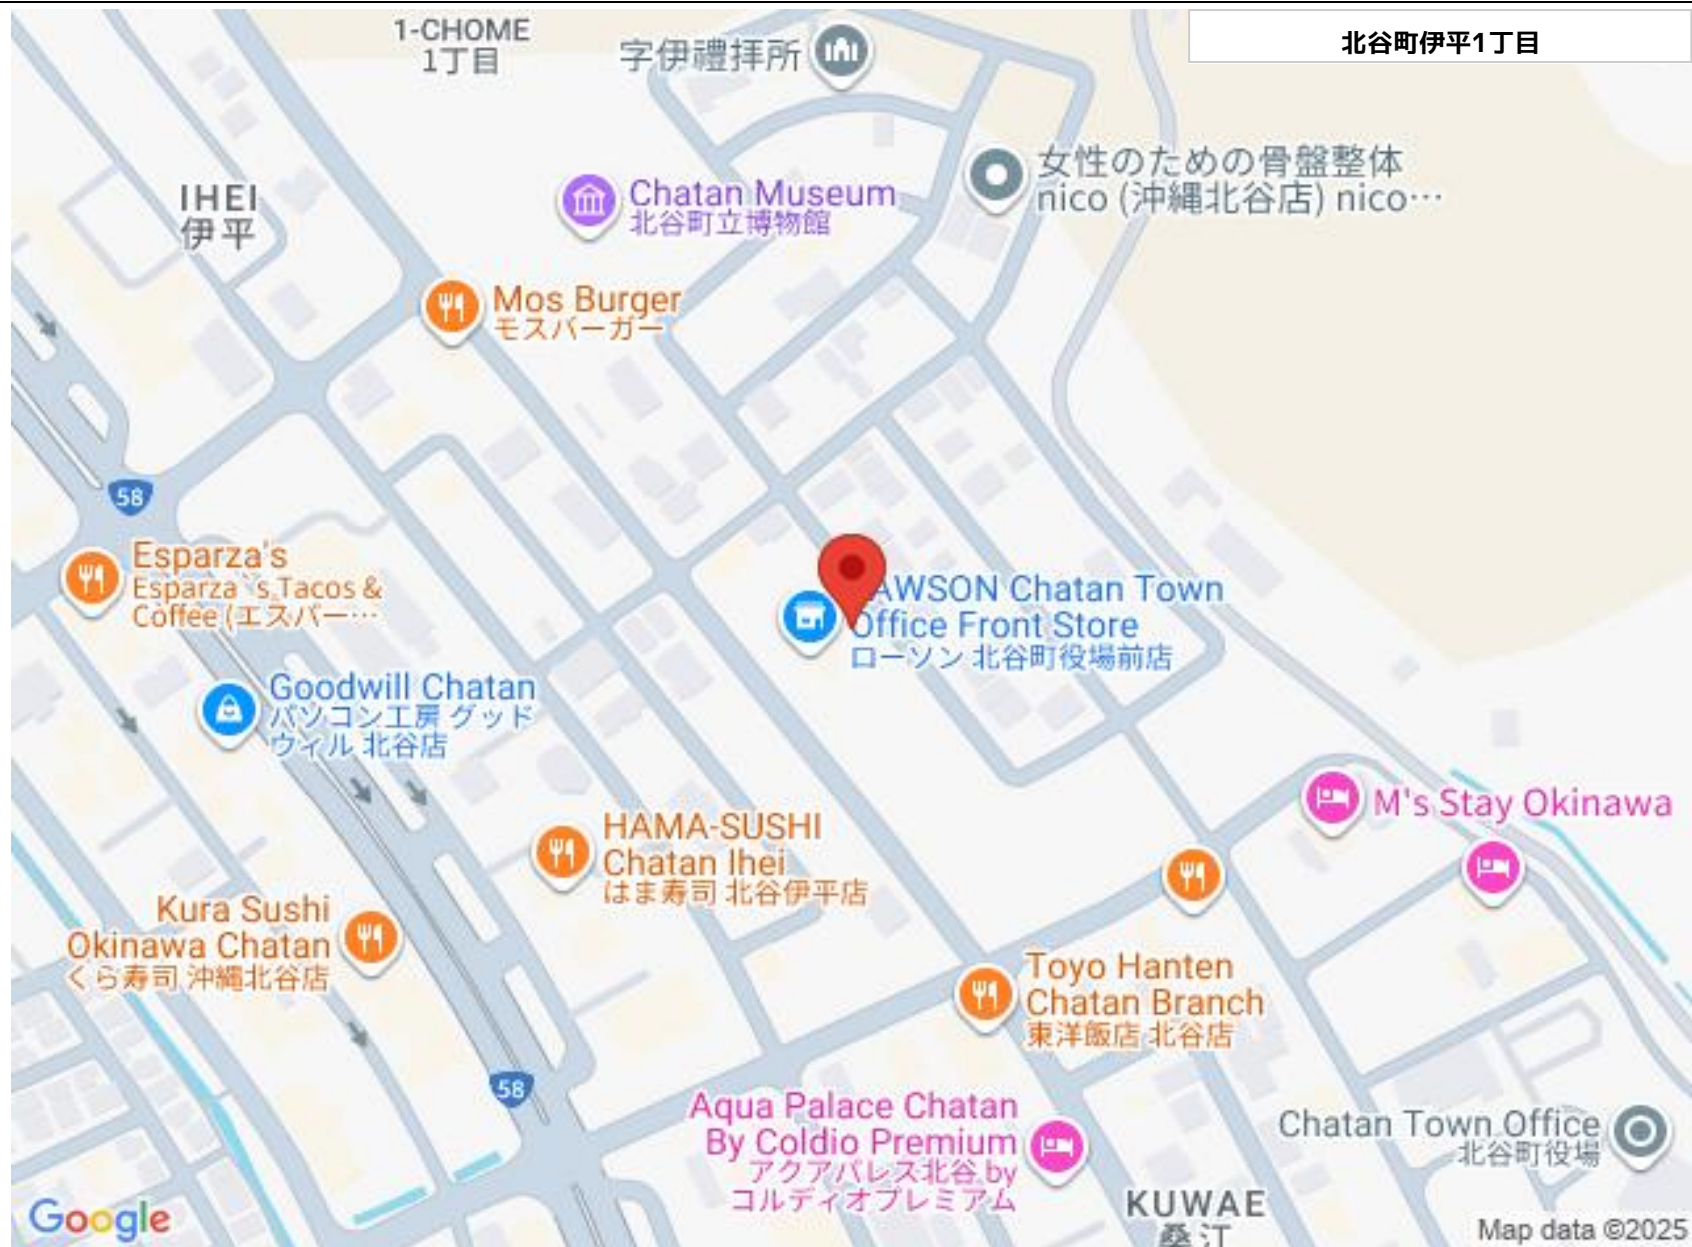 北谷町伊平1丁目
1-CHOME
1丁目
字伊禮拝所
女性のための骨盤整体
nico (沖縄北谷店) nico…
IHEI
伊平
Chatan Museum
北谷町立博物館
Mos Burger
モスバーガー
58
Esparza's
Esparza`s Tacos &
Coffee (エスパー…
AWSON Chatan Town
Office Front Store
ローソン 北谷町役場前店
Goodwill Chatan
パソコン工房 グッド
ウィル 北谷店
M's Stay Okinawa
HAMA-SUSHI
Chatan Ihei
はま寿司 北谷伊平店
Kura Sushi
Okinawa Chatan
くら寿司 沖縄北谷店
Toyo Hanten
Chatan Branch
東洋飯店 北谷店
58
Aqua Palace Chatan
By Coldio Premium
アクアパレス北谷 by
コルディオプレミアム
Chatan Town Office
北谷町役場
KUWAE
桑江
Google
Map data ©2025